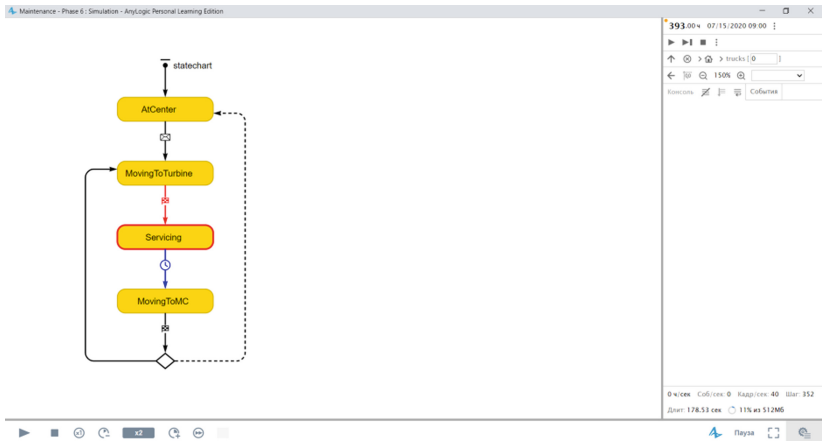 Maintenance - Phase 6 : Simulation - AnyLogic Personal Learning Edition
393.00 ч 07/15/2020 09:00
trucks [ 0 ]
150%
Консоль События
statechart
AtCenter
MovingToTurbine
Servicing
MovingToMC
0 ч/сек Соб/сек: 0 Кадр/сек: 40 Шаг: 352
Длит: 178.53 сек 11% из 512Мб
x1 x2 Пауза